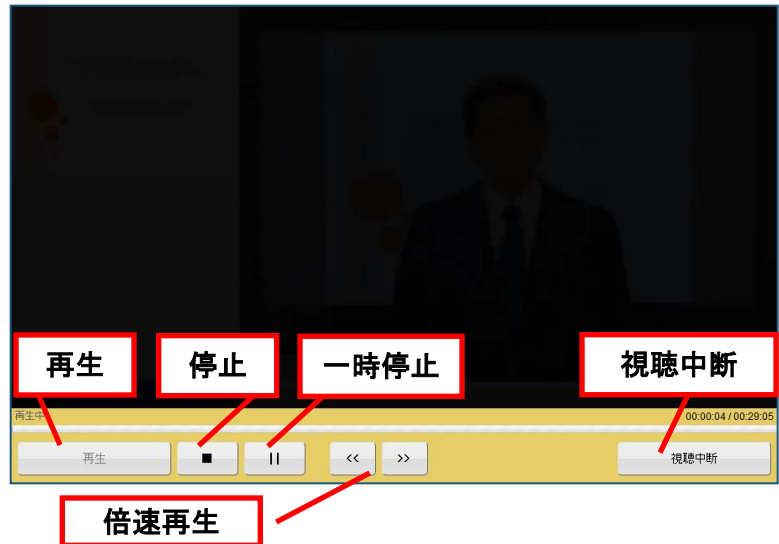 再生
停止
一時停止
視聴中断
再生中
00:00:04 / 00:29:05
再生
■
||
<<
>>
視聴中断
倍速再生